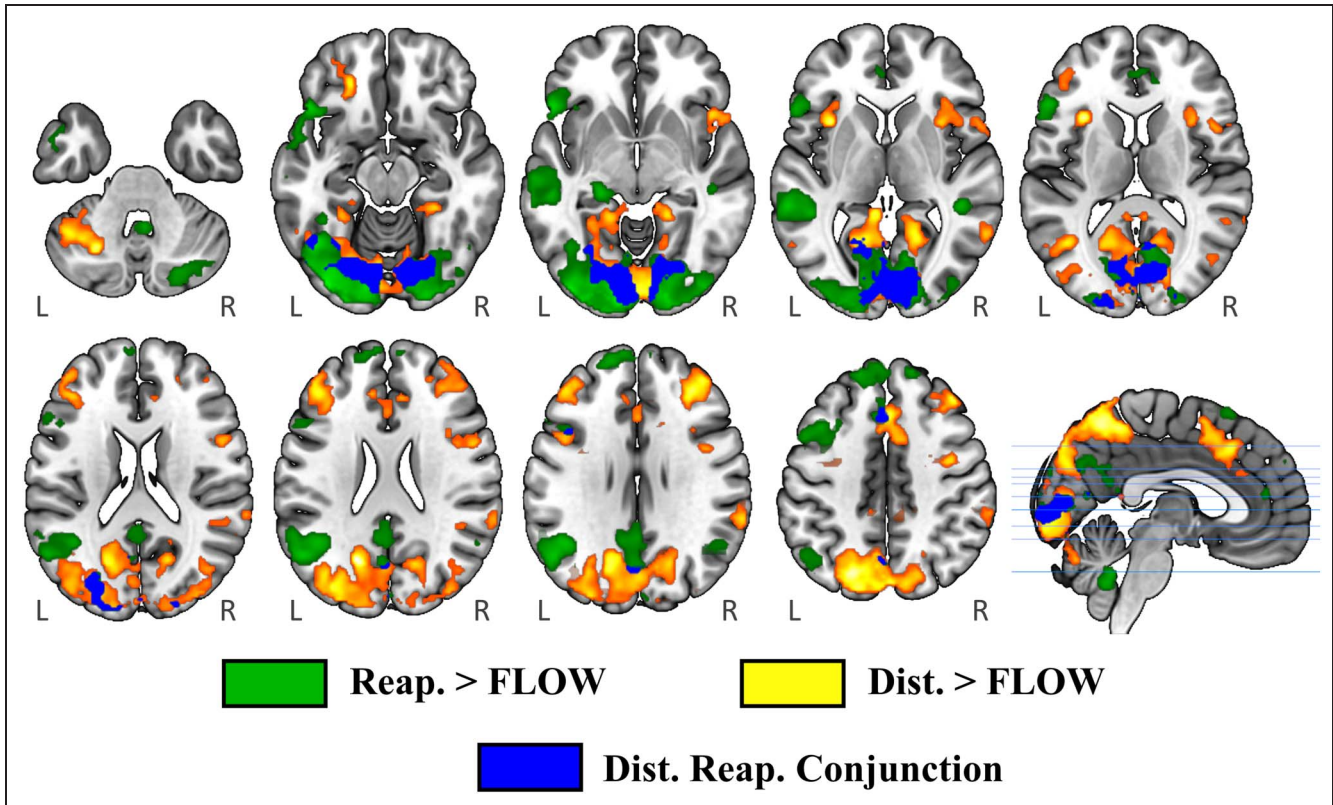 L R L R L R L R L R
L R L R L R L R
Reap. > FLOW Dist. > FLOW
Dist. Reap. Conjunction